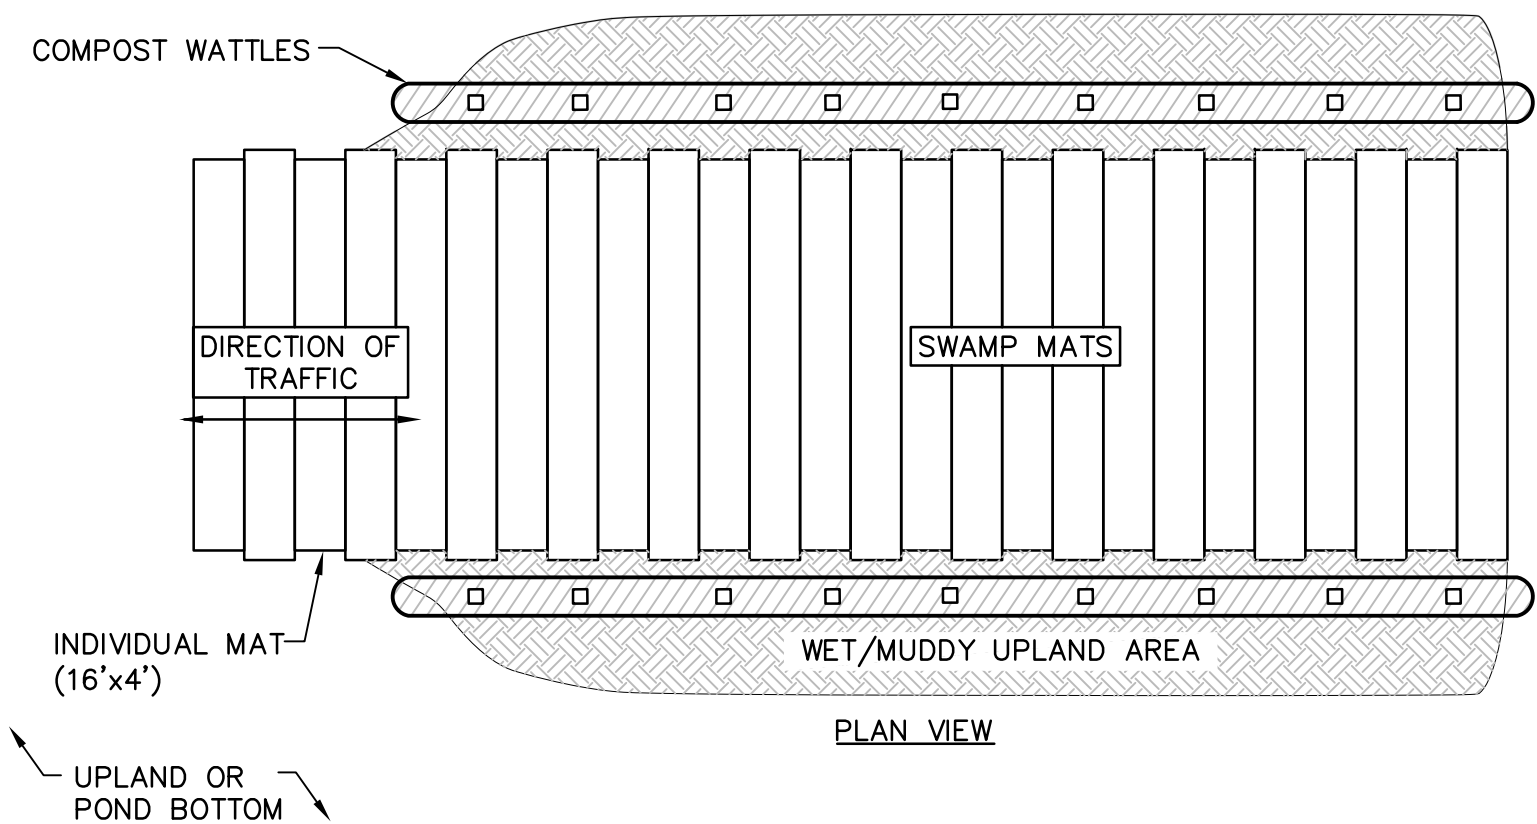 COMPOST WATTLES
DIRECTION OF
TRAFFIC
SWAMP MATS
INDIVIDUAL MAT
(16'x4')
WET/MUDDY UPLAND AREA
PLAN VIEW
UPLAND OR
POND BOTTOM